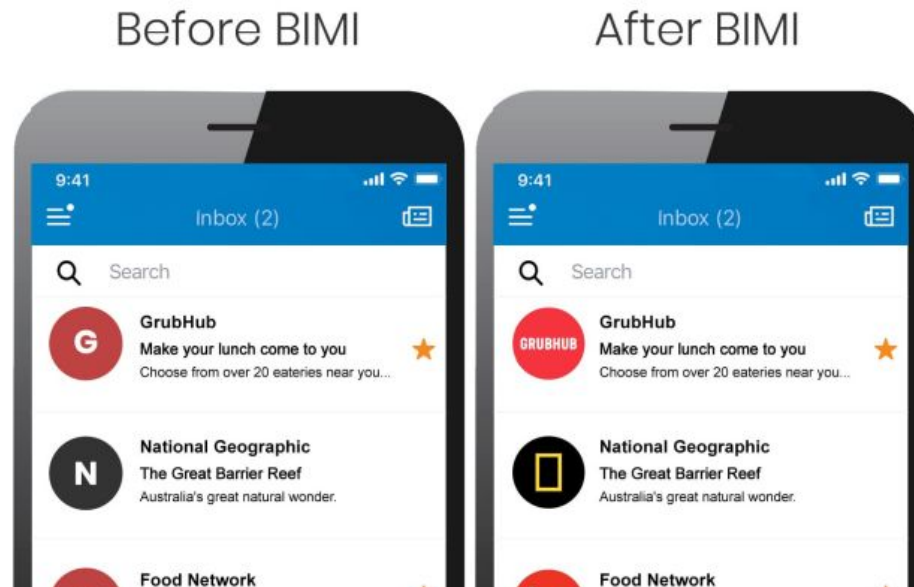 Before BIMI
9:41
Inbox (2)
Search
G
GrubHub
Make your lunch come to you
Choose from over 20 eateries near you...
N
National Geographic
The Great Barrier Reef
Australia's great natural wonder.
Food Network
After BIMI
9:41
Inbox (2)
Search
GRUBHUB
GrubHub
Make your lunch come to you
Choose from over 20 eateries near you...
National Geographic
The Great Barrier Reef
Australia's great natural wonder.
Food Network